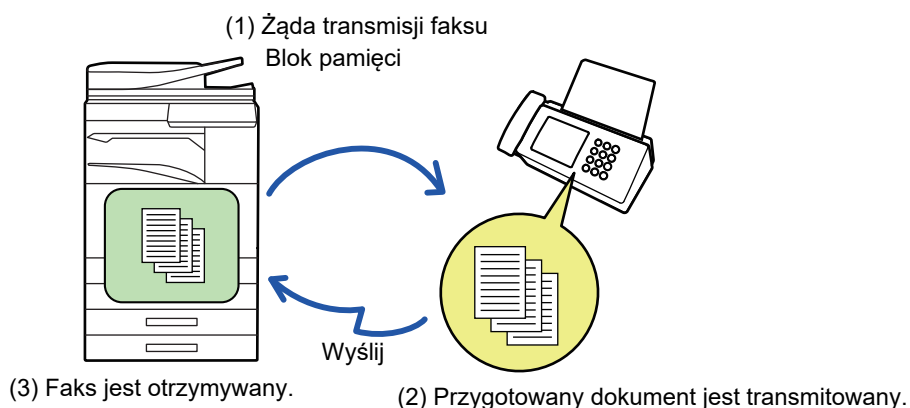 (1) Żąda transmisji faksu
Blok pamięci
Wyślij
(3) Faks jest otrzymywany.
(2) Przygotowany dokument jest transmitowany.